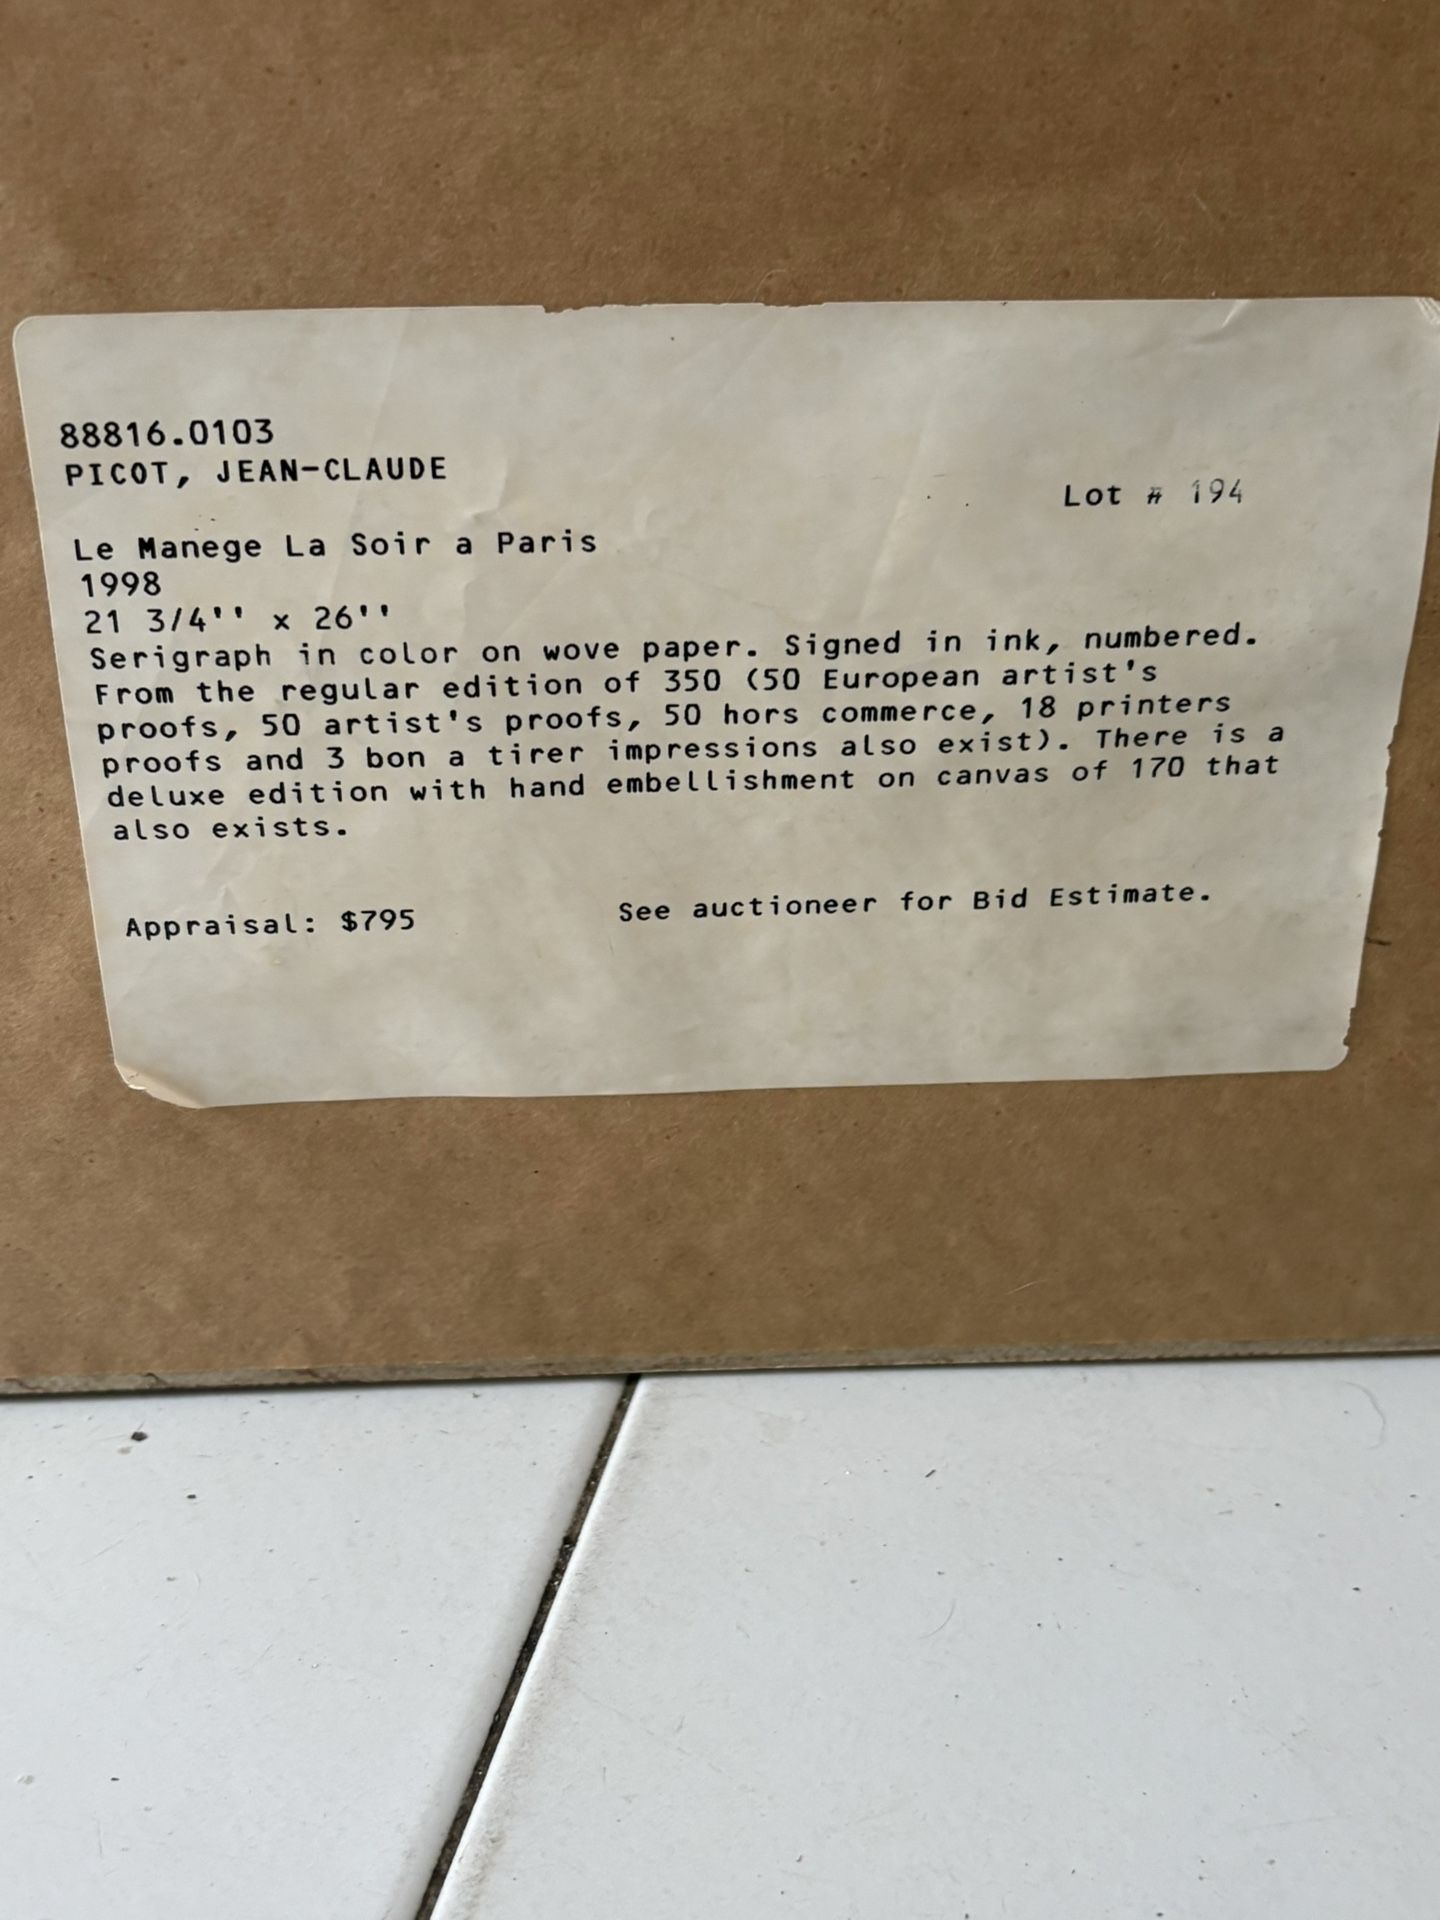 88816.0103
PICOT, JEAN-CLAUDE
Lot # 194
Le Manege La Soir a Paris
1998
21 3/4'' x 26''
Serigraph in color on wove paper. Signed in ink, numbered.
From the regular edition of 350 (50 European artist's
proofs, 50 artist's proofs, 50 hors commerce, 18 printers
proofs and 3 bon a tirer impressions also exist). There is a
deluxe edition with hand embellishment on canvas of 170 that
also exists.
Appraisal: $795 See auctioneer for Bid Estimate.